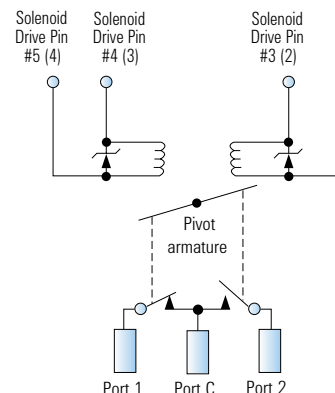 Solenoid
Drive Pin
#5 (4)
Solenoid
Drive Pin
#4 (3)
Solenoid
Drive Pin
#3 (2)
Pivot
armature
Port 1
Port C
Port 2